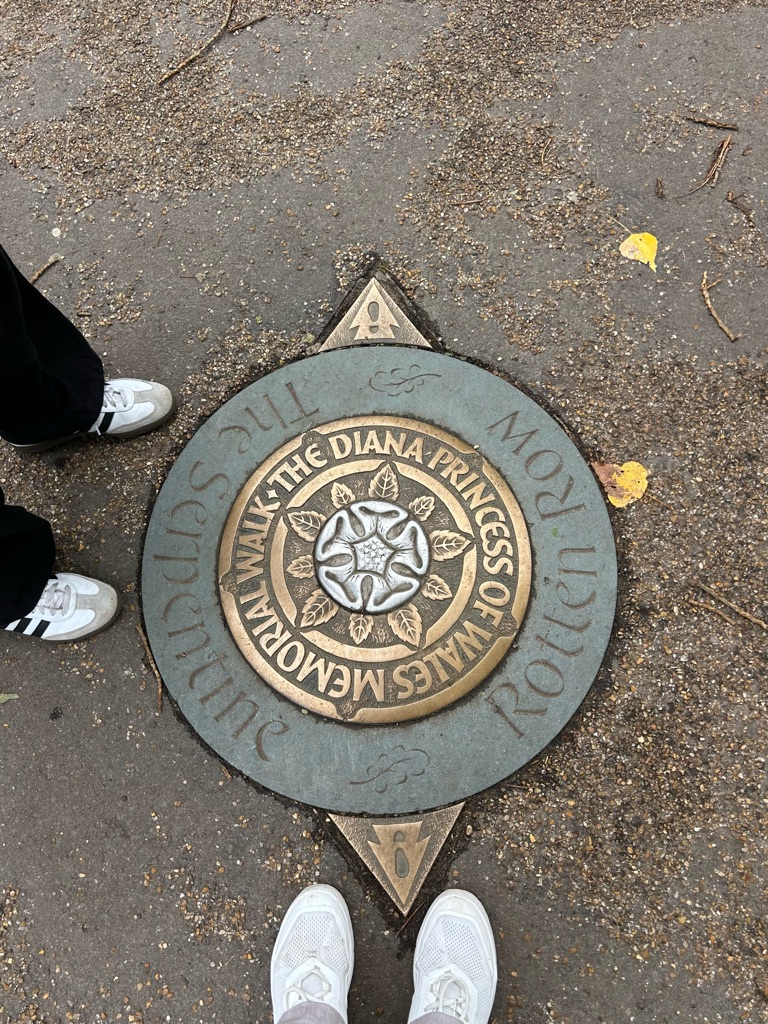 THE DIANA PRINCESS OF WALES MEMORIAL WALK
The Serpentine
Rotten Row